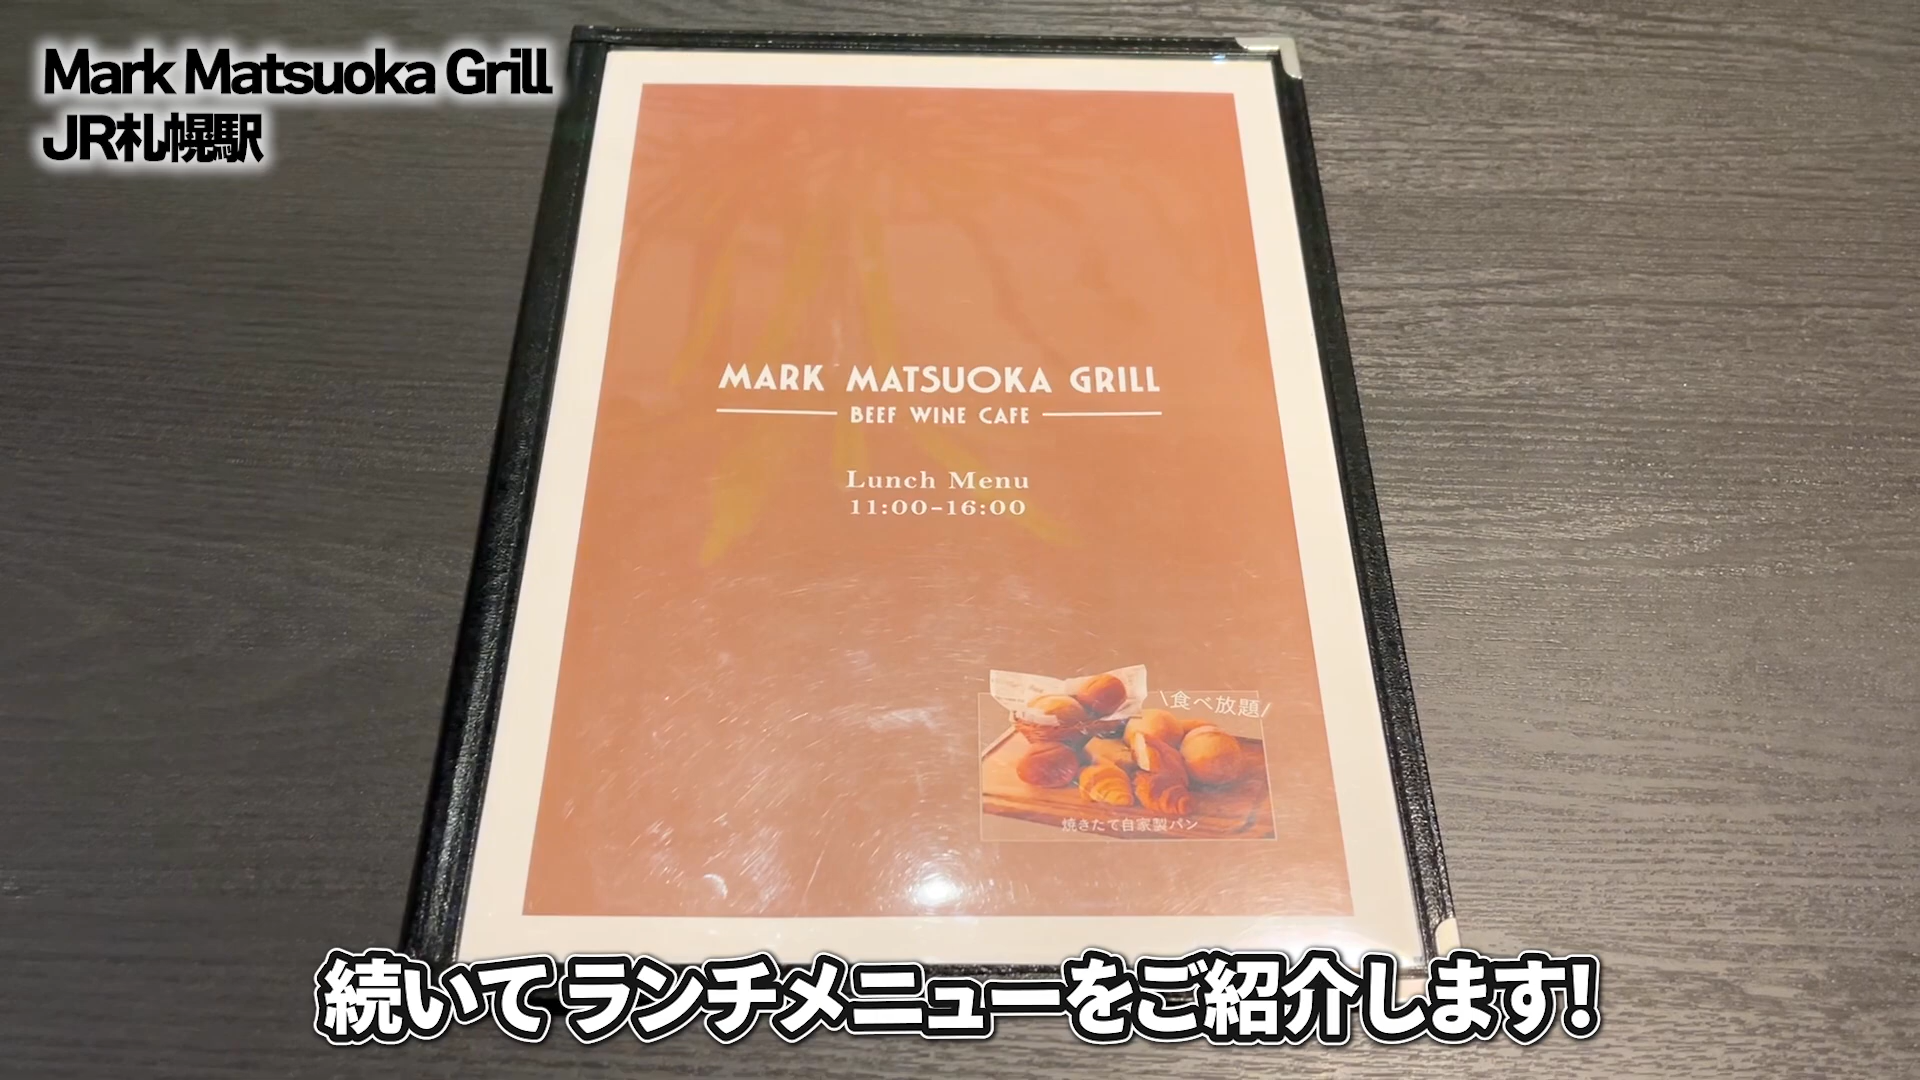 Mark Matsuoka Grill
JR札幌駅
MARK MATSUOKA GRILL
BEEF WINE CAFE
Lunch Menu
11:00-16:00
\食べ放題/
焼きたて自家製パン
続いて ランチメニューをご紹介します!